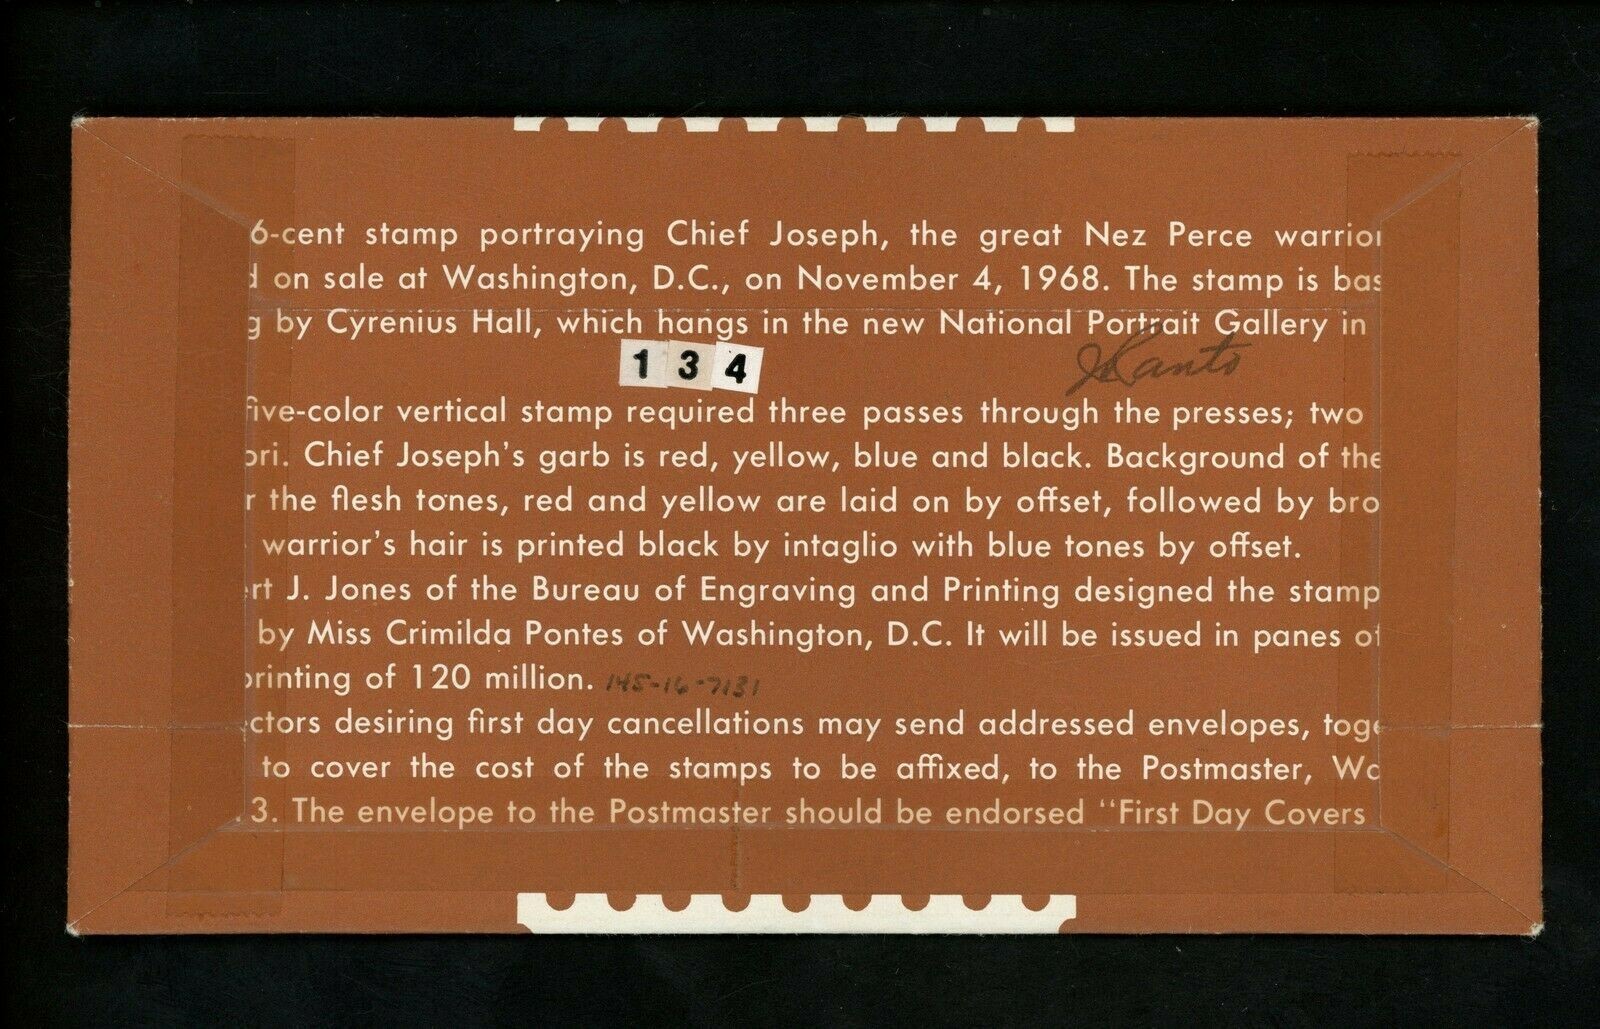 6-cent stamp portraying Chief Joseph, the great Nez Perce warrior
d on sale at Washington, D.C., on November 4, 1968. The stamp is bas
g by Cyrenius Hall, which hangs in the new National Portrait Gallery in
134
five-color vertical stamp required three passes through the presses; two
ori. Chief Joseph's garb is red, yellow, blue and black. Background of the
r the flesh tones, red and yellow are laid on by offset, followed by bro
warrior's hair is printed black by intaglio with blue tones by offset.
ert J. Jones of the Bureau of Engraving and Printing designed the stamp
by Miss Crimilda Pontes of Washington, D.C. It will be issued in panes of
printing of 120 million. 145-16-7131
ectors desiring first day cancellations may send addressed envelopes, toge
to cover the cost of the stamps to be affixed, to the Postmaster, Wa
13. The envelope to the Postmaster should be endorsed "First Day Covers